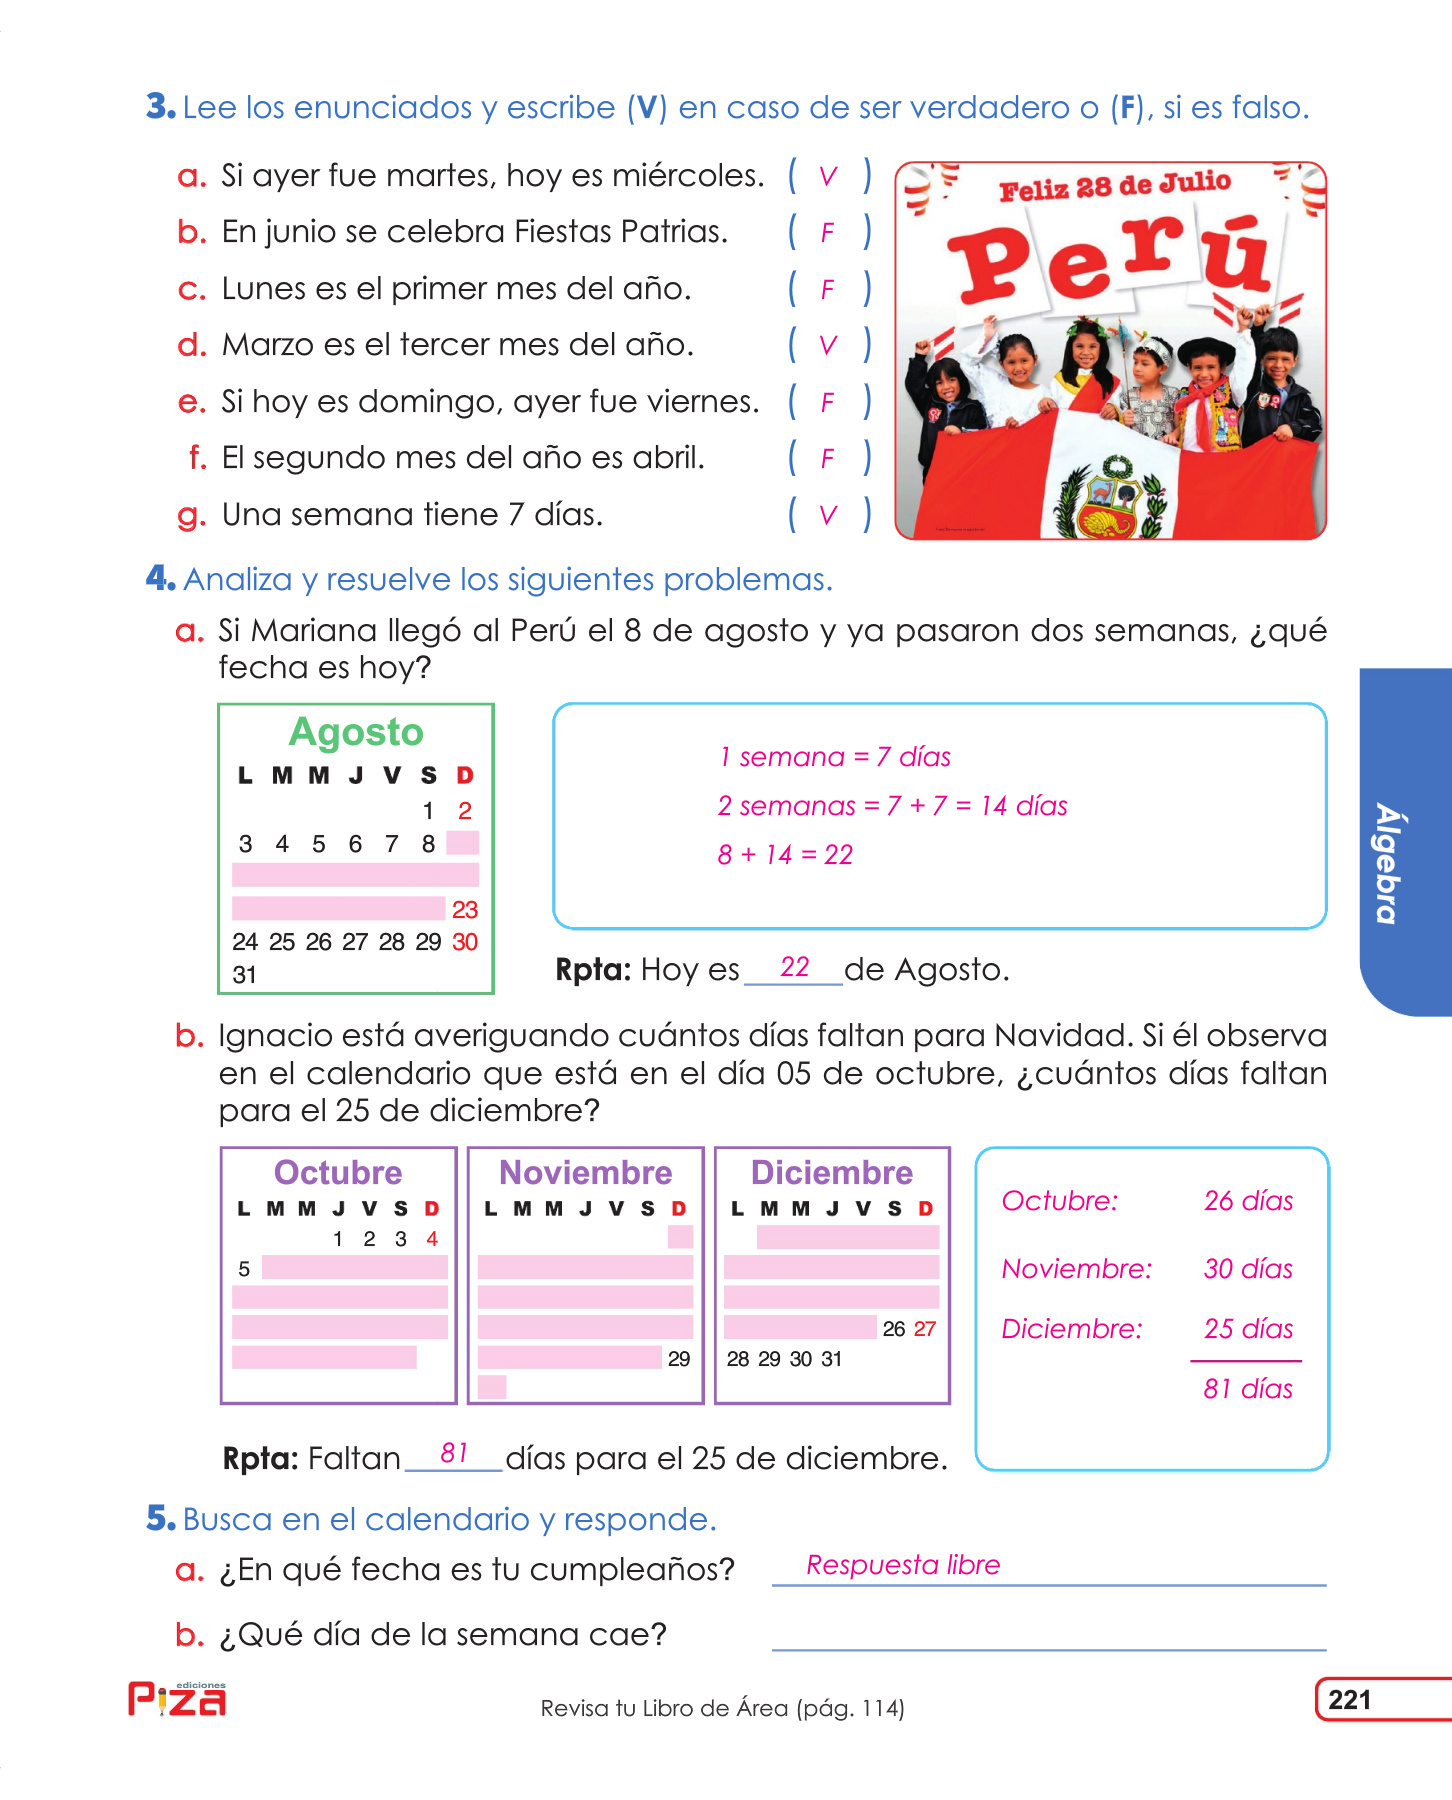 3. Lee los enunciados y escribe (V) en caso de ser verdadero o (F), si es falso.
a. Si ayer fue martes, hoy es miércoles. ( V )
b. En junio se celebra Fiestas Patrias. ( F )
c. Lunes es el primer mes del año. ( F )
d. Marzo es el tercer mes del año. ( V )
e. Si hoy es domingo, ayer fue viernes. ( F )
f. El segundo mes del año es abril. ( F )
g. Una semana tiene 7 días. ( V )
Feliz 28 de Julio
Perú
4. Analiza y resuelve los siguientes problemas.
a. Si Mariana llegó al Perú el 8 de agosto y ya pasaron dos semanas, ¿qué
fecha es hoy?
Agosto
L M M J V S D
1 2
3 4 5 6 7 8
23
24 25 26 27 28 29 30
31
1 semana = 7 días
2 semanas = 7 + 7 = 14 días
8 + 14 = 22
Rpta: Hoy es 22 de Agosto.
b. Ignacio está averiguando cuántos días faltan para Navidad. Si él observa
en el calendario que está en el día 05 de octubre, ¿cuántos días faltan
para el 25 de diciembre?
Octubre
L M M J V S D
1 2 3 4
5
Noviembre
L M M J V S D
29
Diciembre
L M M J V S D
26 27
28 29 30 31
Octubre: 26 días
Noviembre: 30 días
Diciembre: 25 días
81 días
Rpta: Faltan 81 días para el 25 de diciembre.
5. Busca en el calendario y responde.
a. ¿En qué fecha es tu cumpleaños? Respuesta libre
b. ¿Qué día de la semana cae?
Álgebra
ediciones
Piza
Revisa tu Libro de Área (pág. 114)
221